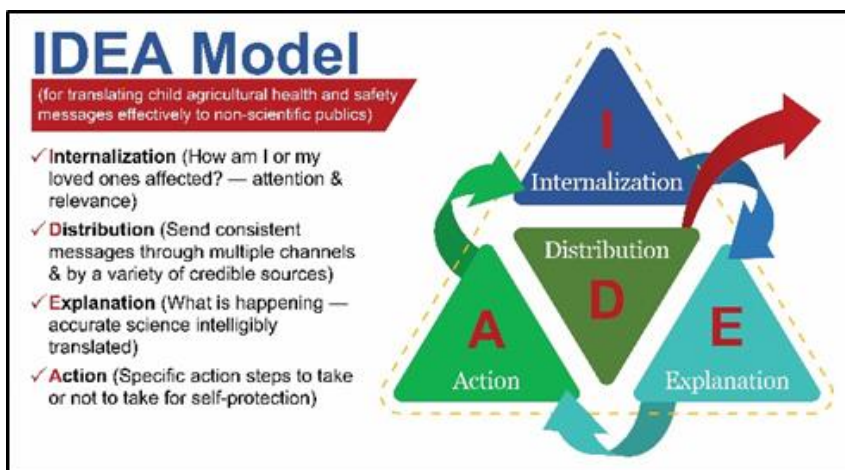 IDEA Model
(for translating child agricultural health and safety
messages effectively to non-scientific publics)
✓Internalization (How am I or my
loved ones affected? — attention &
relevance)
✓Distribution (Send consistent
messages through multiple channels
& by a variety of credible sources)
✓Explanation (What is happening —
accurate science intelligibly
translated)
✓Action (Specific action steps to take
or not to take for self-protection)
I
Internalization
Distribution
D
A
Action
E
Explanation